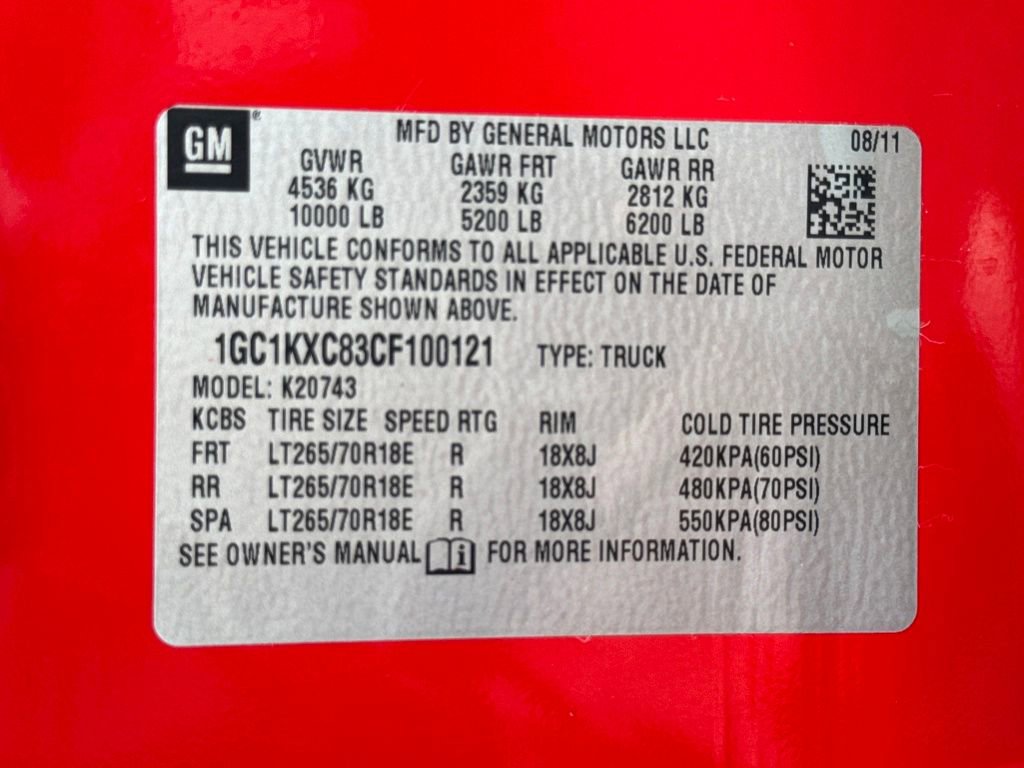 GM
MFD BY GENERAL MOTORS LLC 08/11
GVWR GAWR FRT GAWR RR
4536 KG 2359 KG 2812 KG
10000 LB 5200 LB 6200 LB
THIS VEHICLE CONFORMS TO ALL APPLICABLE U.S. FEDERAL MOTOR
VEHICLE SAFETY STANDARDS IN EFFECT ON THE DATE OF
MANUFACTURE SHOWN ABOVE.
1GC1KXC83CF100121 TYPE: TRUCK
MODEL: K20743
KCBS TIRE SIZE SPEED RTG RIM COLD TIRE PRESSURE
FRT LT265/70R18E R 18X8J 420KPA(60PSI)
RR LT265/70R18E R 18X8J 480KPA(70PSI)
SPA LT265/70R18E R 18X8J 550KPA(80PSI)
SEE OWNER'S MANUAL i FOR MORE INFORMATION.